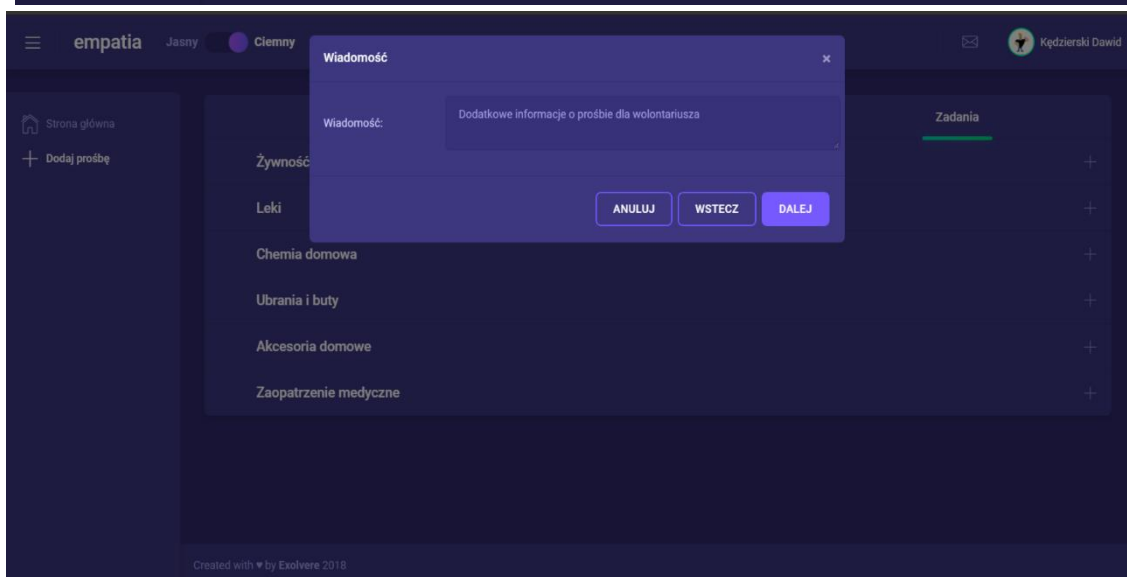 empatia Jasny Ciemny Kędzierski Dawid
Wiadomość ×
Wiadomość: Dodatkowe informacje o prośbie dla wolontariusza
ANULUJ WSTECZ DALEJ
Strona główna
Dodaj prośbę
Zadania
Żywność
Leki
Chemia domowa
Ubrania i buty
Akcesoria domowe
Zaopatrzenie medyczne
Created with ♥ by Exolvere 2018